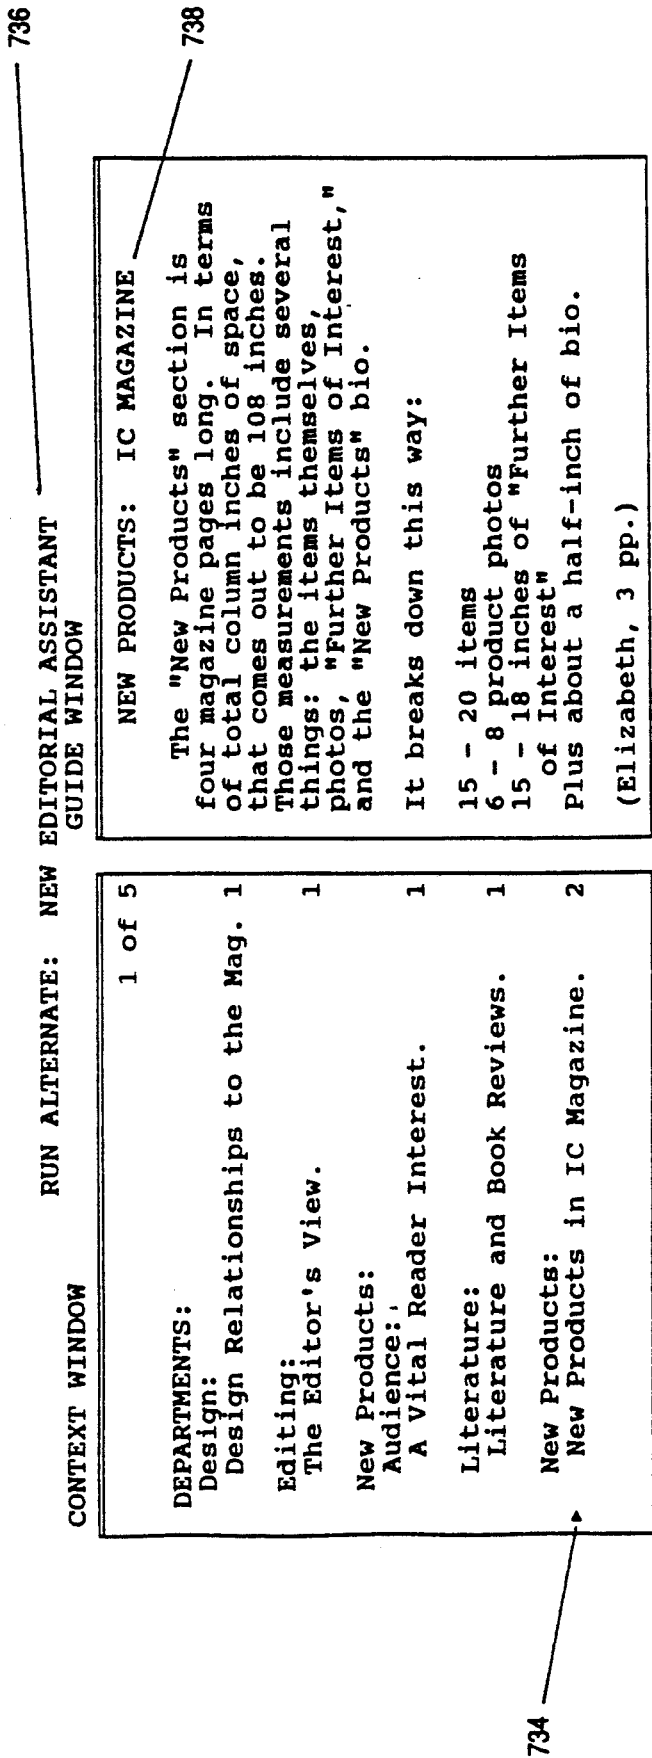 736
738
RUN ALTERNATE: NEW EDITORIAL ASSISTANT
CONTEXT WINDOW
1 of 5
DEPARTMENTS:
Design:
Design Relationships to the Mag. 1
Editing:
The Editor's View. 1
New Products:
Audience:
A Vital Reader Interest. 1
Literature:
Literature and Book Reviews. 1
New Products:
New Products in IC Magazine. 2
734
GUIDE WINDOW
NEW PRODUCTS: IC MAGAZINE
The "New Products" section is
four magazine pages long. In terms
of total column inches of space,
that comes out to be 108 inches.
Those measurements include several
things: the items themselves,
photos, "Further Items of Interest,"
and the "New Products" bio.
It breaks down this way:
15 - 20 items
6 - 8 product photos
15 - 18 inches of "Further Items
of Interest"
Plus about a half-inch of bio.
(Elizabeth, 3 pp.)